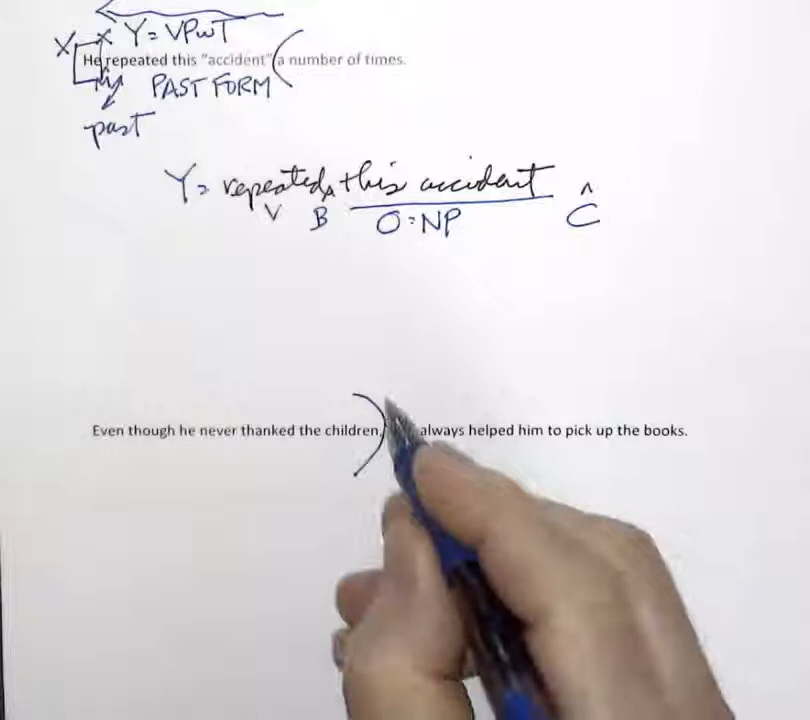 Y = VPwT
X X
He repeated this "accident" (a number of times.
PAST FORM
past
Y = repeated, this accident ^
V B O = NP C
Even though he never thanked the children, always helped him to pick up the books.